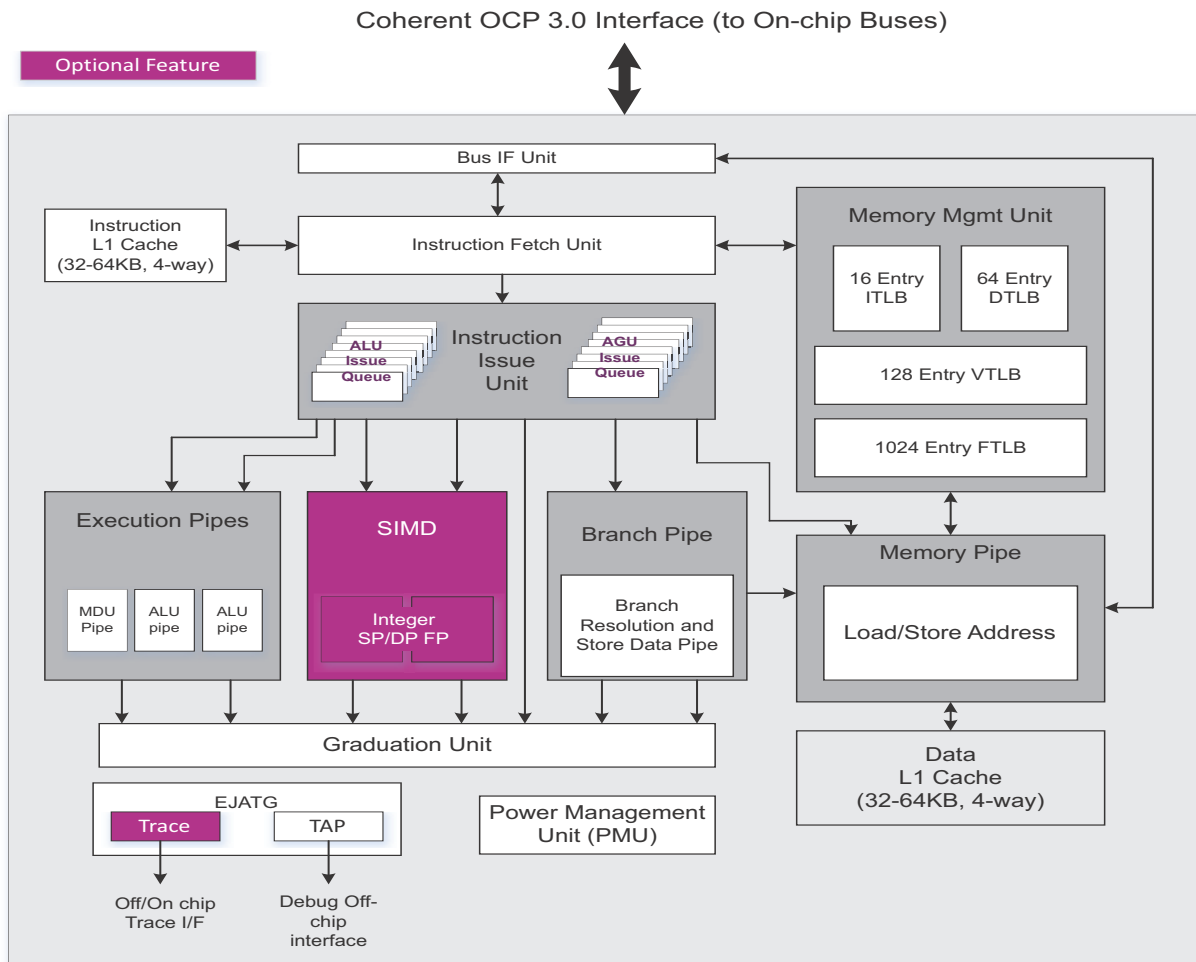 Coherent OCP 3.0 Interface (to On-chip Buses)
Optional Feature
Bus IF Unit
Instruction
L1 Cache
(32-64KB, 4-way)
Instruction Fetch Unit
Memory Mgmt Unit
16 Entry
ITLB
64 Entry
DTLB
128 Entry VTLB
1024 Entry FTLB
ALU
Issue
Queue
Instruction
Issue
Unit
AGU
Issue
Queue
Execution Pipes
MDU
Pipe
ALU
pipe
ALU
pipe
SIMD
Integer
SP/DP FP
Branch Pipe
Branch
Resolution and
Store Data Pipe
Memory Pipe
Load/Store Address
Graduation Unit
Data
L1 Cache
(32-64KB, 4-way)
EJATG
Trace
TAP
Power Management
Unit (PMU)
Off/On chip
Trace I/F
Debug Off-
chip
interface